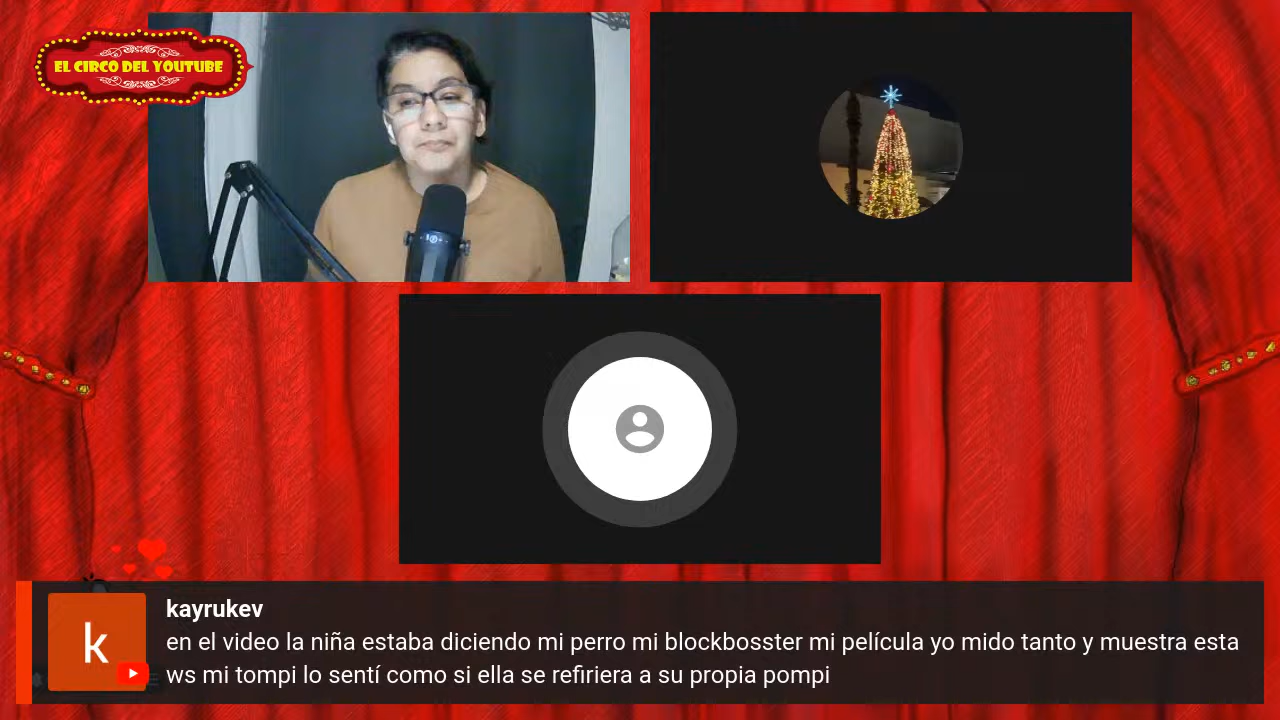 EL CIRCO DEL YOUTUBE
k
kayrukev
en el video la niña estaba diciendo mi perro mi blockbosster mi película yo mido tanto y muestra esta
ws mi tompi lo sentí como si ella se refiriera a su propia pompi